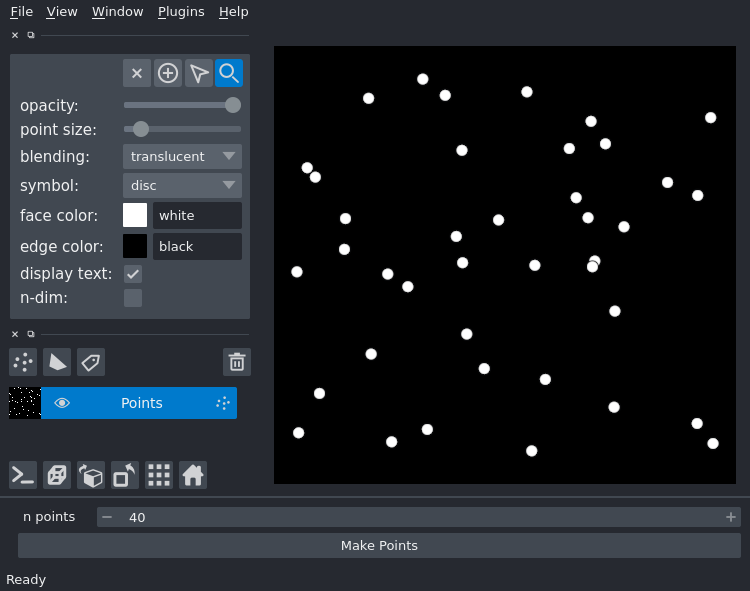 File View Window Plugins Help
opacity:
point size:
blending: translucent
symbol: disc
face color: white
edge color: black
display text:
n-dim:
Points
n points 40
Make Points
Ready